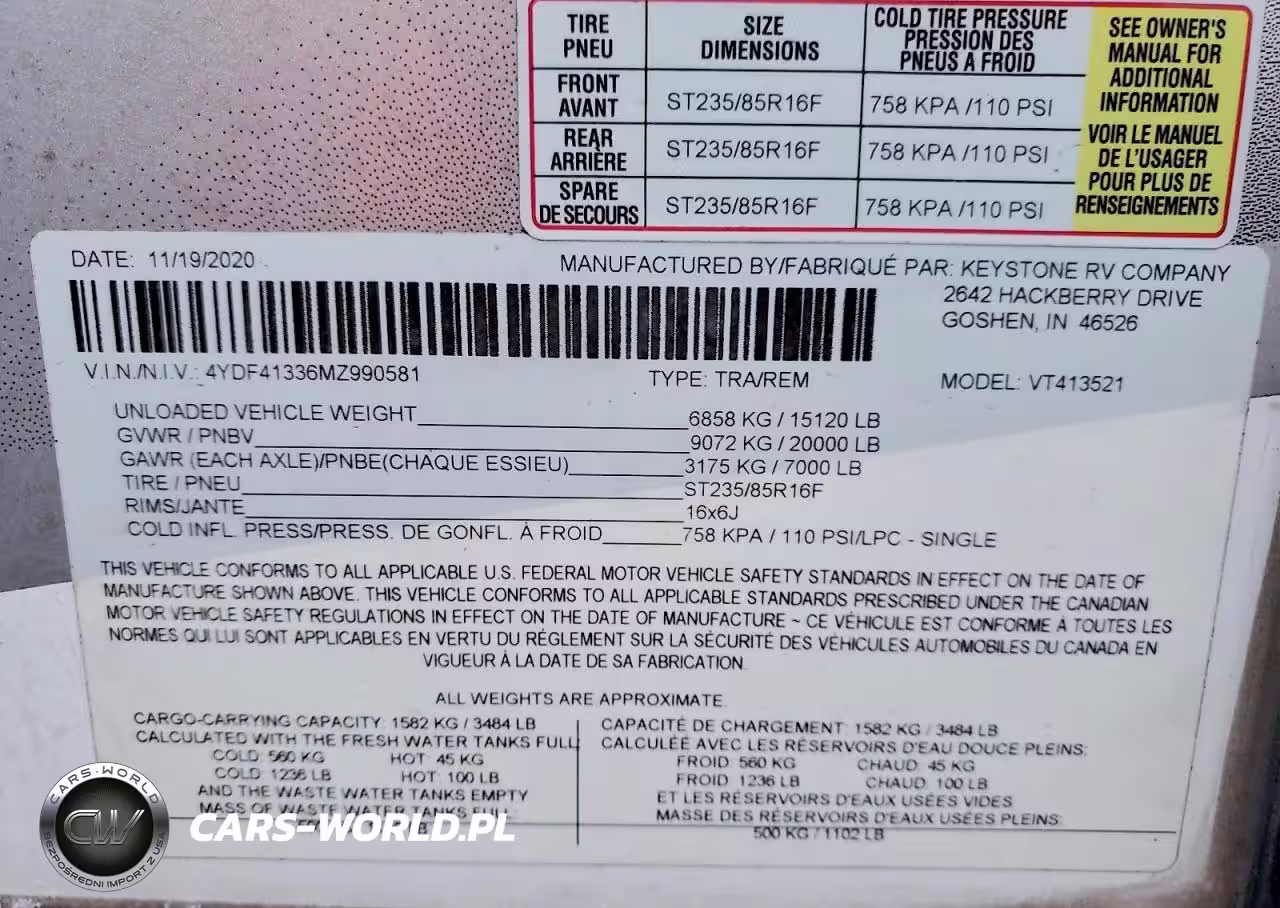 TIRE PNEU SIZE DIMENSIONS COLD TIRE PRESSURE PRESSION DES PNEUS A FROID
FRONT AVANT ST235/85R16F 758 KPA /110 PSI
REAR ARRIÈRE ST235/85R16F 758 KPA /110 PSI
SPARE DE SECOURS ST235/85R16F 758 KPA /110 PSI
SEE OWNER'S
MANUAL FOR
ADDITIONAL
INFORMATION
VOIR LE MANUEL
DE L'USAGER
POUR PLUS DE
RENSEIGNEMENTS
DATE: 11/19/2020
MANUFACTURED BY/FABRIQUÉ PAR: KEYSTONE RV COMPANY
2642 HACKBERRY DRIVE
GOSHEN, IN 46526
V.I.N./N.I.V.: 4YDF41336MZ990581 TYPE: TRA/REM MODEL: VT413521
UNLOADED VEHICLE WEIGHT 6858 KG / 15120 LB
GVWR / PNBV 9072 KG / 20000 LB
GAWR (EACH AXLE)/PNBE(CHAQUE ESSIEU) 3175 KG / 7000 LB
TIRE / PNEU ST235/85R16F
RIMS/JANTE 16x6J
COLD INFL. PRESS/PRESS. DE GONFL. À FROID 758 KPA / 110 PSI/LPC - SINGLE
THIS VEHICLE CONFORMS TO ALL APPLICABLE U.S. FEDERAL MOTOR VEHICLE SAFETY STANDARDS IN EFFECT ON THE DATE OF
MANUFACTURE SHOWN ABOVE. THIS VEHICLE CONFORMS TO ALL APPLICABLE STANDARDS PRESCRIBED UNDER THE CANADIAN
MOTOR VEHICLE SAFETY REGULATIONS IN EFFECT ON THE DATE OF MANUFACTURE ~ CE VÉHICULE EST CONFORME À TOUTES LES
NORMES QUI LUI SONT APPLICABLES EN VERTU DU RÉGLEMENT SUR LA SÉCURITÉ DES VÉHICULES AUTOMOBILES DU CANADA EN
VIGUEUR À LA DATE DE SA FABRICATION.
ALL WEIGHTS ARE APPROXIMATE.
CARGO-CARRYING CAPACITY: 1582 KG / 3484 LB
CALCULATED WITH THE FRESH WATER TANKS FULL
COLD: 560 KG HOT: 45 KG
COLD: 1236 LB HOT: 100 LB
AND THE WASTE WATER TANKS EMPTY
MASS OF WASTE WATER TANKS FULL:
CAPACITÉ DE CHARGEMENT: 1582 KG / 3484 LB
CALCULÉE AVEC LES RÉSERVOIRS D'EAU DOUCE PLEINS:
FROID: 560 KG CHAUD: 45 KG
FROID: 1236 LB CHAUD: 100 LB
ET LES RÉSERVOIRS D'EAUX USÉES VIDES
MASSE DES RÉSERVOIRS D'EAUX USÉES PLEINS:
500 KG / 1102 LB
CARS-WORLD
CW
BEZPOŚREDNI IMPORT Z USA
CARS-WORLD.PL